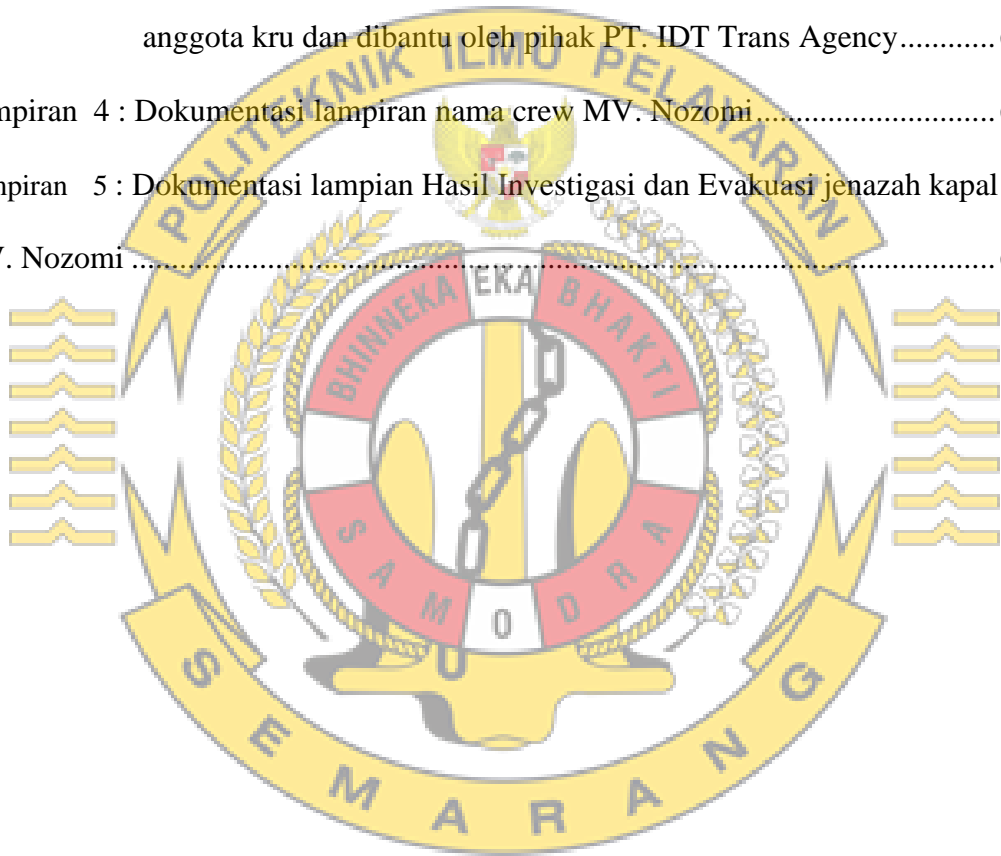 anggota kru dan dibantu oleh pihak PT. IDT Trans Agency............
mpiran 4 : Dokumentasi lampiran nama crew MV. Nozomi..........................
mpiran 5 : Dokumentasi lampian Hasil Investigasi dan Evakuasi jenazah kapal
. Nozomi ...............................................................................................
POLITEKNIK ILMU PELAYARAN
BHINNEKA EKA BHAKTI
SAMODRA
SEMARANG